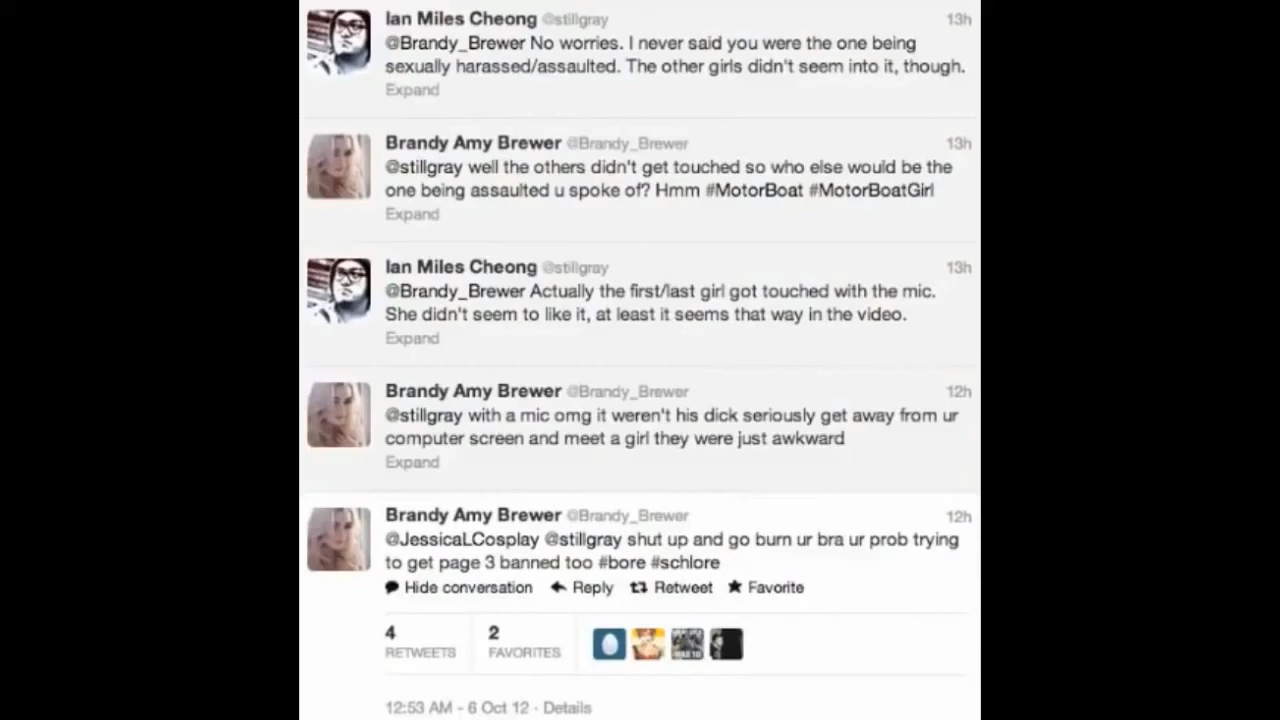 Ian Miles Cheong @stillgray 13h
@Brandy_Brewer No worries. I never said you were the one being
sexually harassed/assaulted. The other girls didn't seem into it, though.
Expand
Brandy Amy Brewer @Brandy_Brewer 13h
@stillgray well the others didn't get touched so who else would be the
one being assaulted u spoke of? Hmm #MotorBoat #MotorBoatGirl
Expand
Ian Miles Cheong @stillgray 13h
@Brandy_Brewer Actually the first/last girl got touched with the mic.
She didn't seem to like it, at least it seems that way in the video.
Expand
Brandy Amy Brewer @Brandy_Brewer 12h
@stillgray with a mic omg it weren't his dick seriously get away from ur
computer screen and meet a girl they were just awkward
Expand
Brandy Amy Brewer @Brandy_Brewer 12h
@JessicaLCosplay @stillgray shut up and go burn ur bra ur prob trying
to get page 3 banned too #bore #schlore
Hide conversation Reply Retweet Favorite
4 2
RETWEETS FAVORITES
12:53 AM - 6 Oct 12 · Details